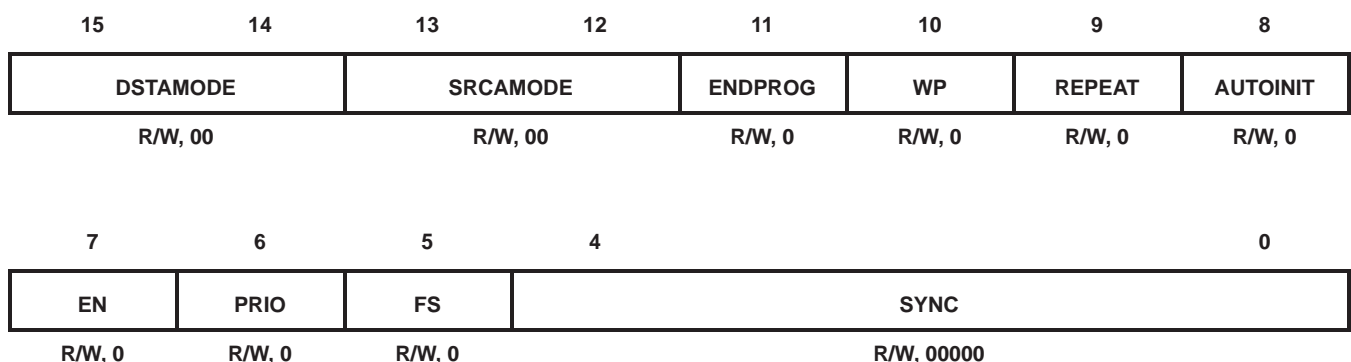 15 14 13 12 11 10 9 8
DSTAMODE SRCAMODE ENDPROG WP REPEAT AUTOINIT
R/W, 00 R/W, 00 R/W, 0 R/W, 0 R/W, 0 R/W, 0
7 6 5 4 0
EN PRIO FS SYNC
R/W, 0 R/W, 0 R/W, 0 R/W, 00000